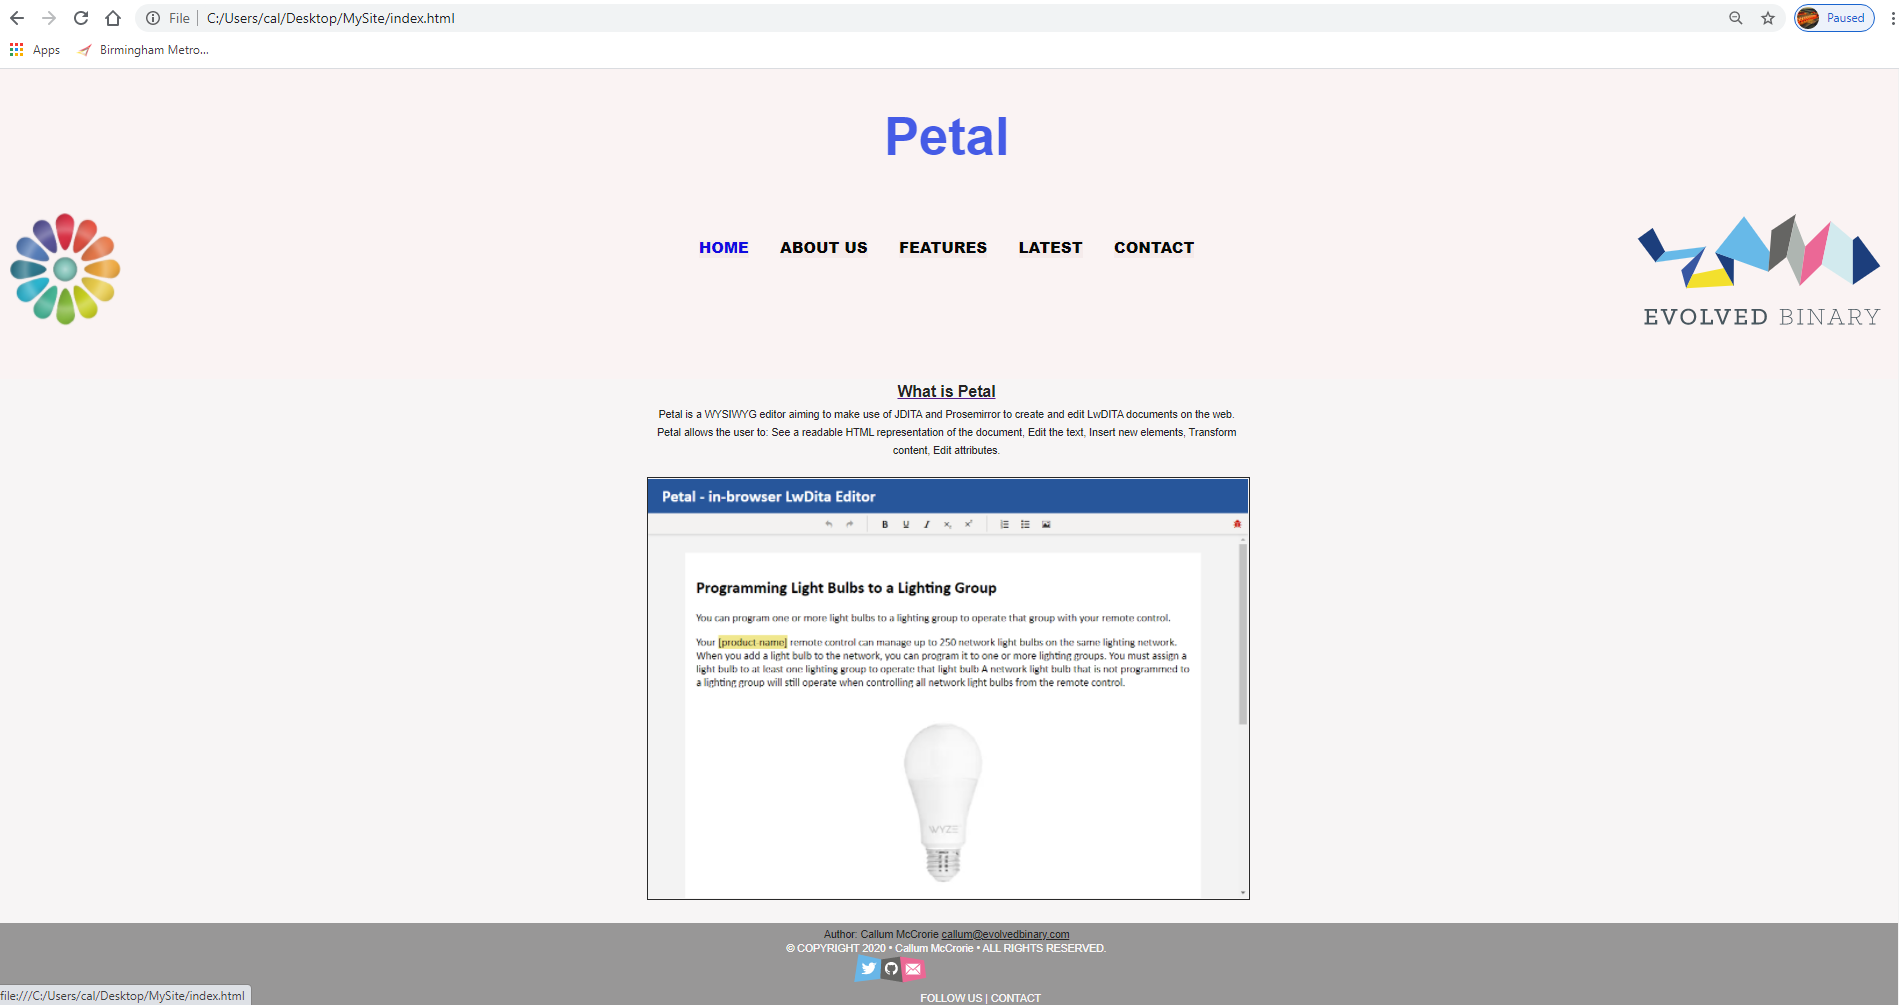 File C:/Users/cal/Desktop/MySite/index.html Paused
Apps Birmingham Metro...
Petal
HOME ABOUT US FEATURES LATEST CONTACT
EVOLVED BINARY
What is Petal
Petal is a WYSIWYG editor aiming to make use of JDITA and Prosemirror to create and edit LwDITA documents on the web.
Petal allows the user to: See a readable HTML representation of the document, Edit the text, Insert new elements, Transform
content, Edit attributes.
Petal - in-browser LwDita Editor
B U I X₂ X²
Programming Light Bulbs to a Lighting Group
You can program one or more light bulbs to a lighting group to operate that group with your remote control.
Your [product-name] remote control can manage up to 250 network light bulbs on the same lighting network.
When you add a light bulb to the network, you can program it to one or more lighting groups. You must assign a
light bulb to at least one lighting group to operate that light bulb A network light bulb that is not programmed to
a lighting group will still operate when controlling all network light bulbs from the remote control.
WYZE
Author: Callum McCrorie callum@evolvedbinary.com
© COPYRIGHT 2020 • Callum McCrorie • ALL RIGHTS RESERVED.
FOLLOW US | CONTACT
file:///C:/Users/cal/Desktop/MySite/index.html